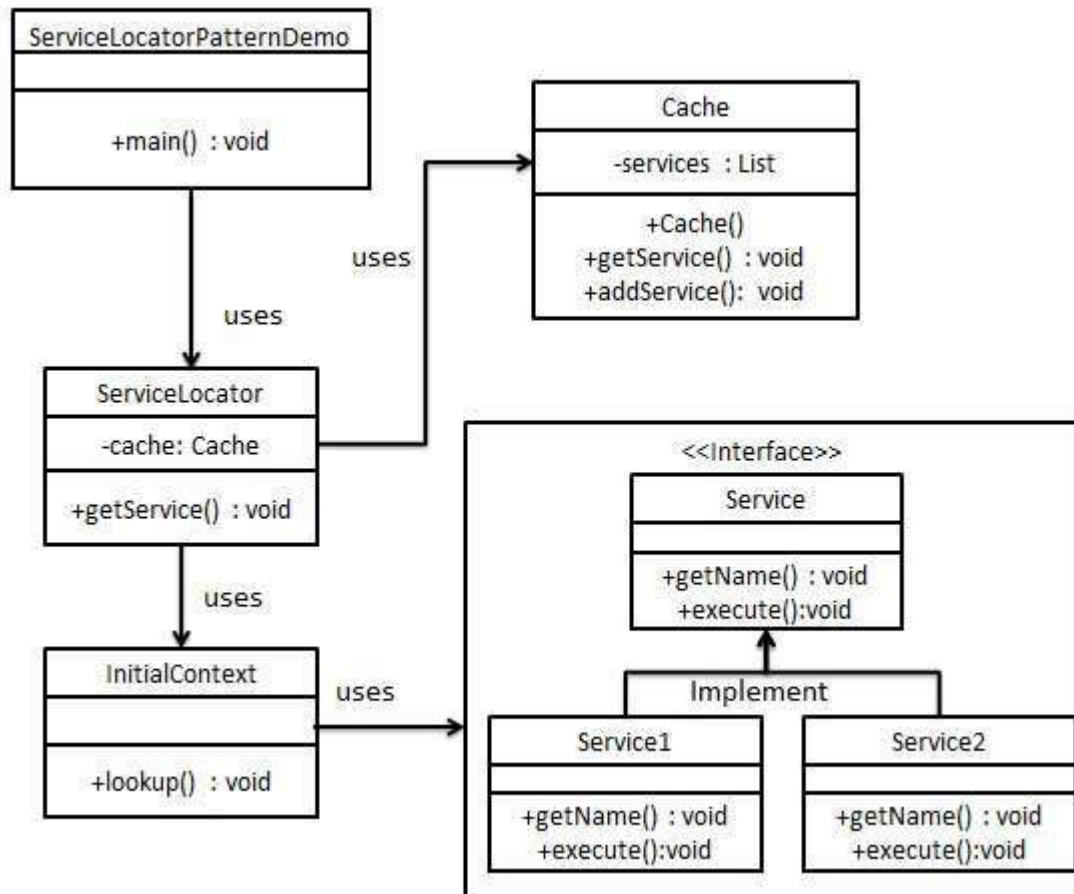 ServiceLocatorPatternDemo
+main() : void
uses
Cache
-services : List
+Cache()
+getService() : void
+addService(): void
uses
ServiceLocator
-cache: Cache
+getService() : void
uses
InitialContext
+lookup() : void
uses
<<Interface>>
Service
+getName() : void
+execute():void
Implement
Service1
+getName() : void
+execute():void
Service2
+getName() : void
+execute():void